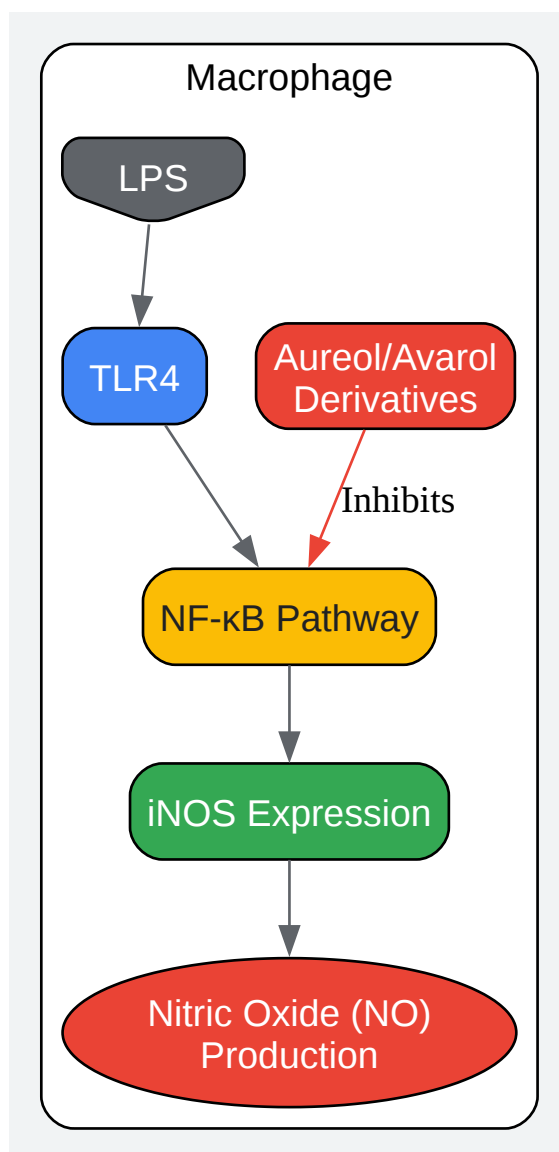 Macrophage
LPS
TLR4
Aureol/Avarol
Derivatives
Inhibits
NF-κB Pathway
iNOS Expression
Nitric Oxide (NO)
Production